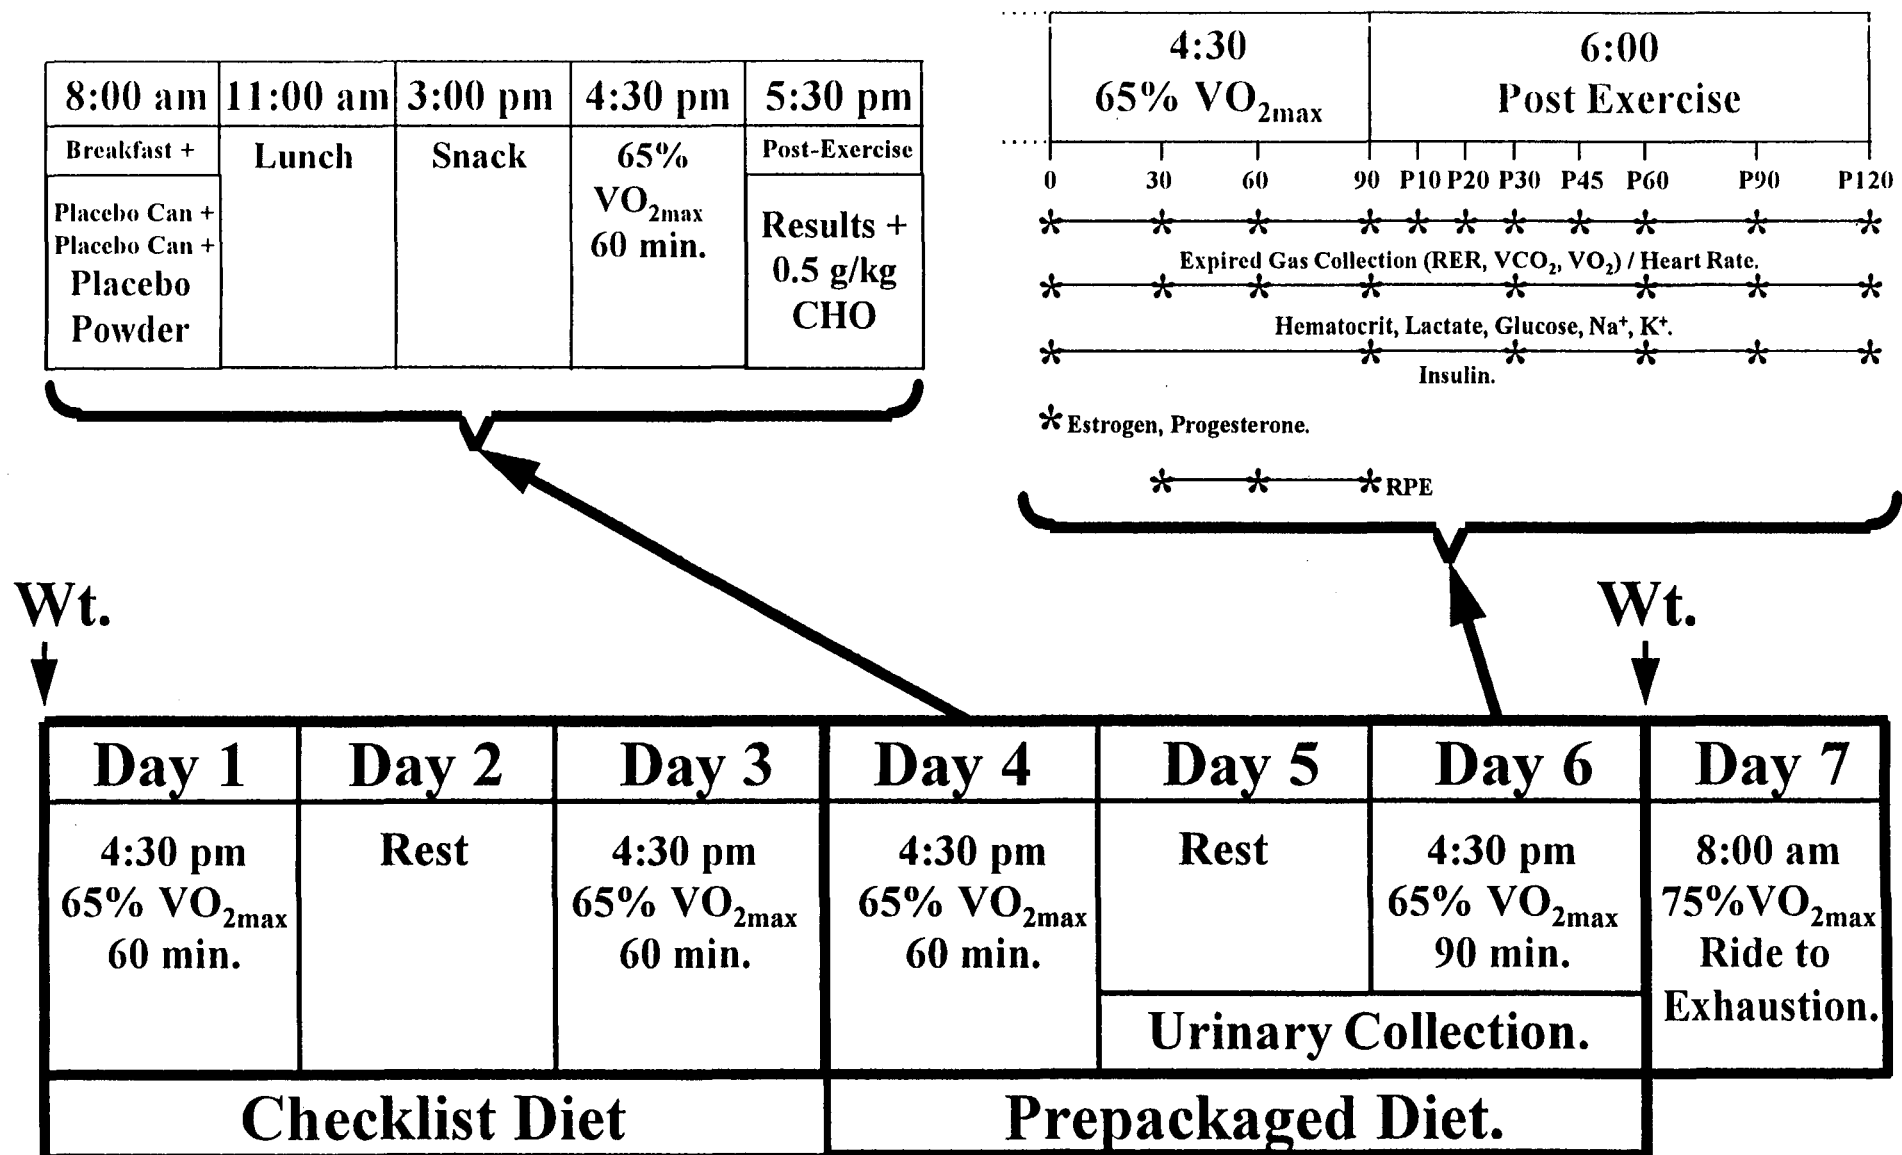 8:00 am 11:00 am 3:00 pm 4:30 pm 5:30 pm
Breakfast + Lunch Snack 65% Post-Exercise
VO2max
60 min.
Placebo Can +
Placebo Can +
Placebo
Powder
Results +
0.5 g/kg
CHO
4:30
65% VO2max
6:00
Post Exercise
0 30 60 90 P10 P20 P30 P45 P60 P90 P120
Expired Gas Collection (RER, VCO2, VO2) / Heart Rate.
Hematocrit, Lactate, Glucose, Na+, K+.
Insulin.
* Estrogen, Progesterone.
RPE
Wt.
Wt.
Day 1 Day 2 Day 3 Day 4 Day 5 Day 6 Day 7
4:30 pm
65% VO2max
60 min.
Rest
4:30 pm
65% VO2max
60 min.
4:30 pm
65% VO2max
60 min.
Rest
4:30 pm
65% VO2max
90 min.
8:00 am
75%VO2max
Ride to
Exhaustion.
Urinary Collection.
Checklist Diet
Prepackaged Diet.